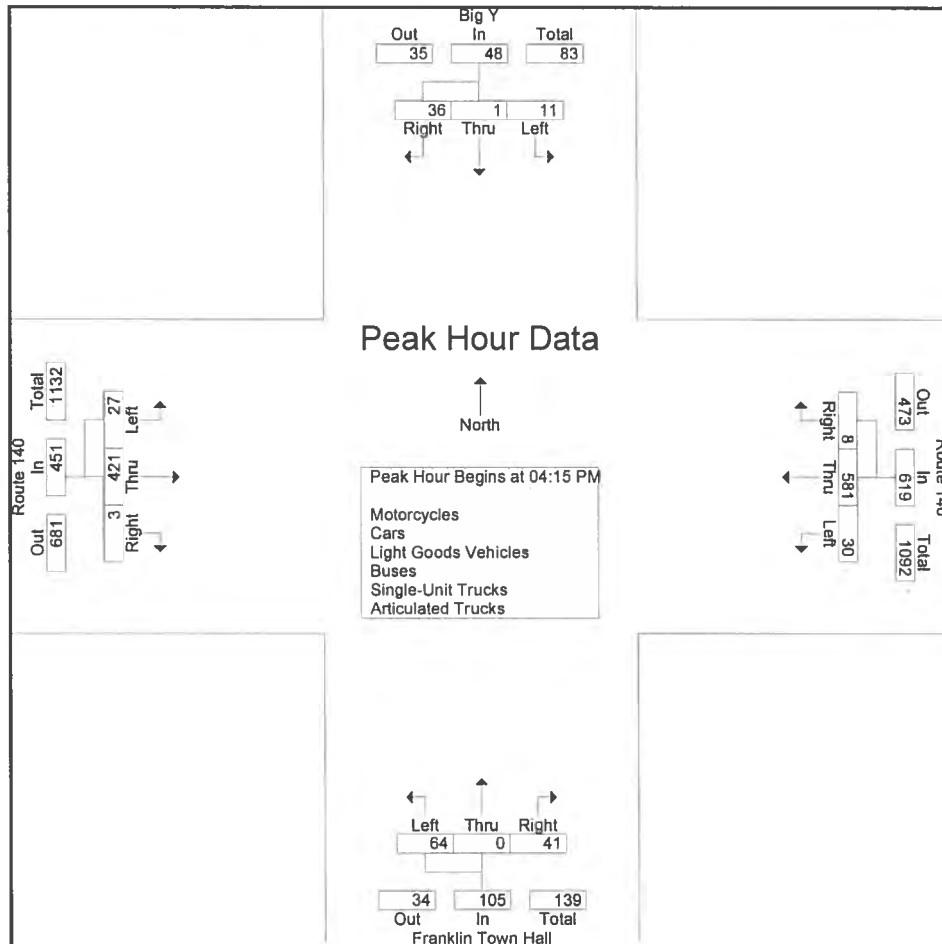 Big Y
Out In Total
35 48 83
36 1 11
Right Thru Left
Peak Hour Data
North
Peak Hour Begins at 04:15 PM
Motorcycles
Cars
Light Goods Vehicles
Buses
Single-Unit Trucks
Articulated Trucks
Route 140
Out In Total
681 451 1132
3 421 27
Right Thru Left
Route 140
Out In Total
473 619 1092
8 581 30
Right Thru Left
Left Thru Right
64 0 41
34 105 139
Out In Total
Franklin Town Hall